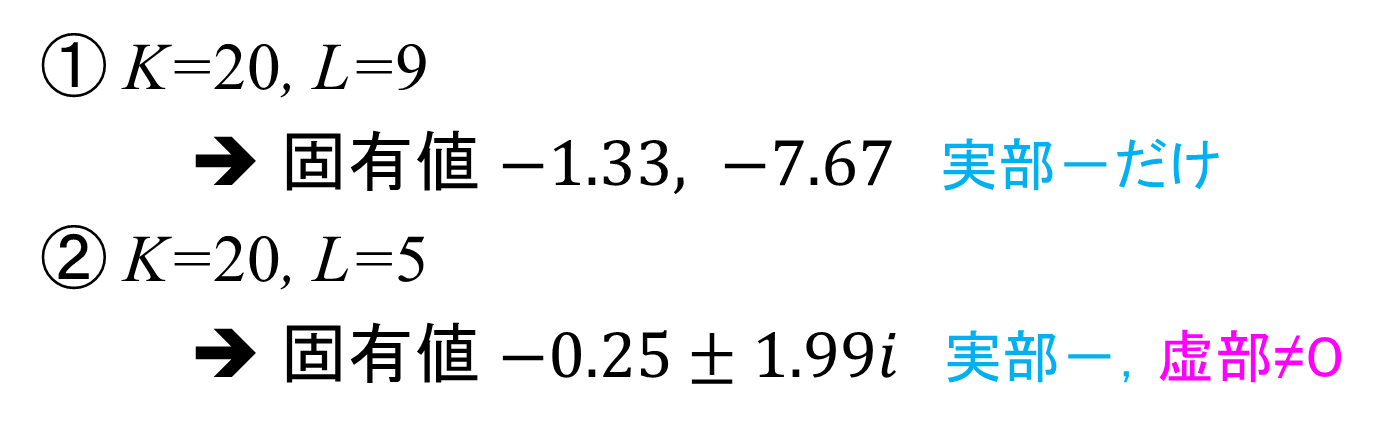 ① K=20, L=9
➔ 固有値 −1.33, −7.67 実部－だけ
② K=20, L=5
➔ 固有値 −0.25 ± 1.99i 実部－, 虚部≠0